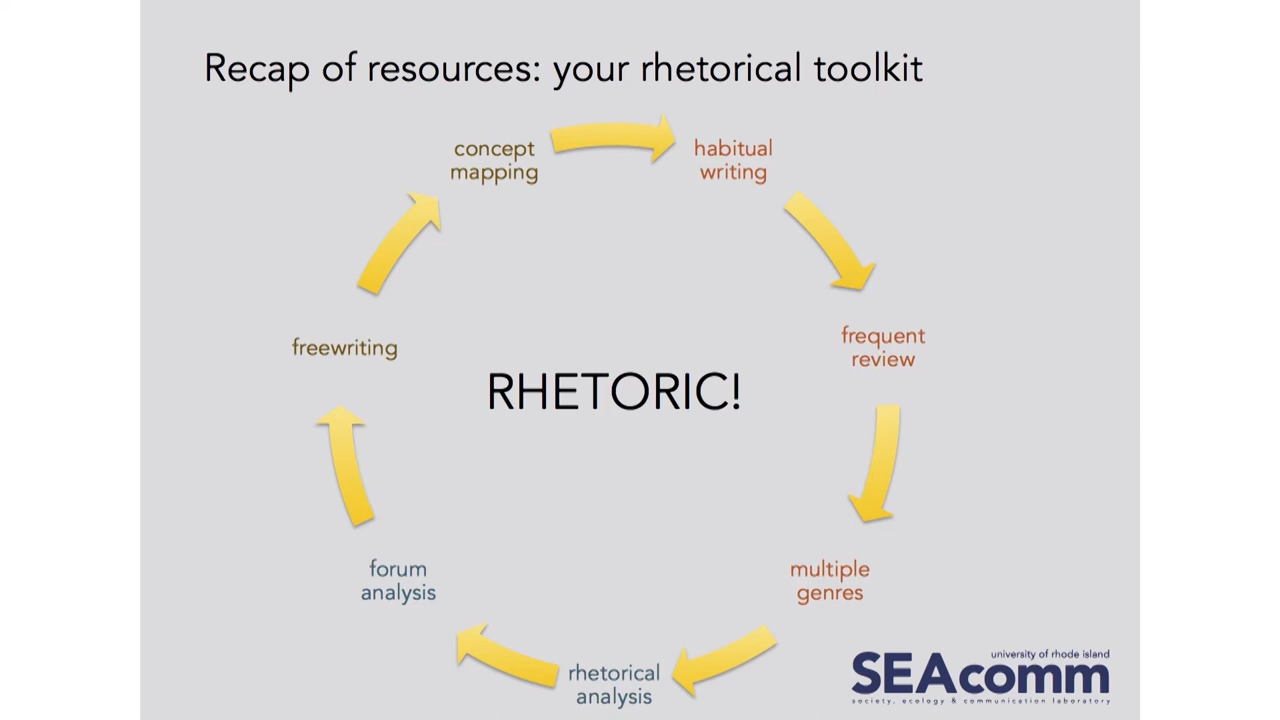 Recap of resources: your rhetorical toolkit
concept
mapping
habitual
writing
frequent
review
multiple
genres
rhetorical
analysis
forum
analysis
freewriting
RHETORIC!
university of rhode island
SEAcomm
society, ecology & communication laboratory